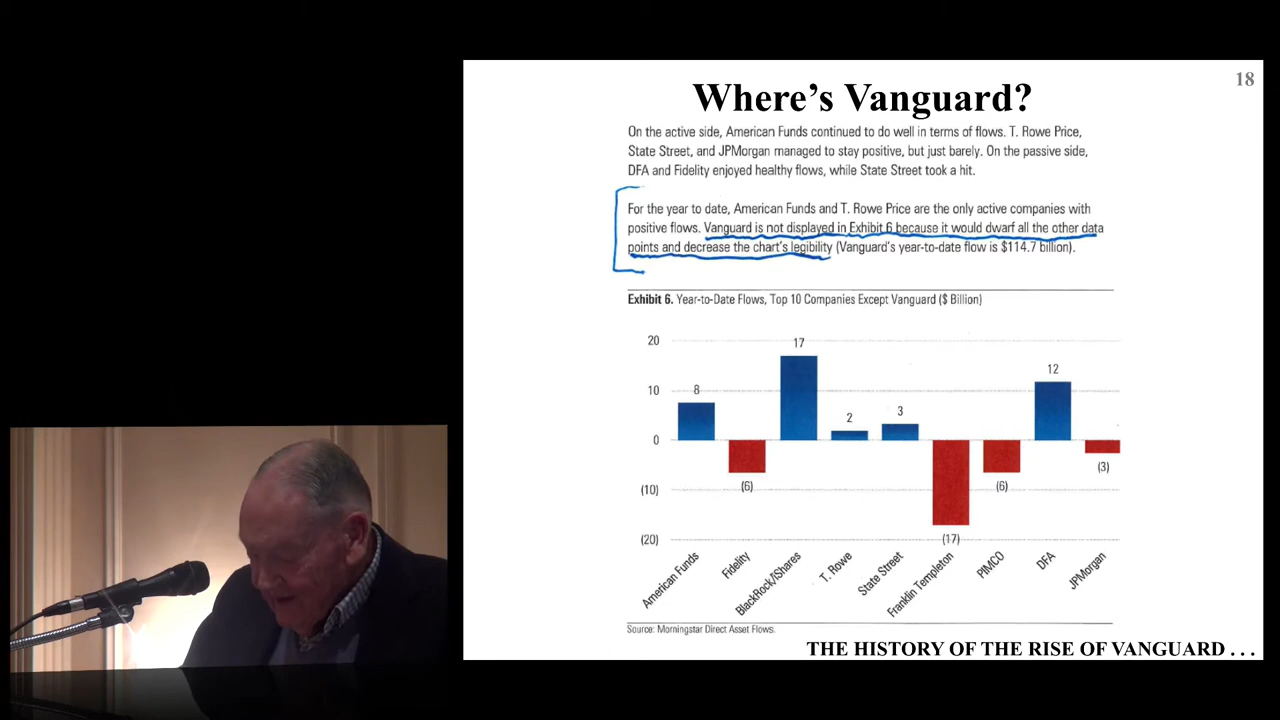 18
Where's Vanguard?
On the active side, American Funds continued to do well in terms of flows. T. Rowe Price,
State Street, and JPMorgan managed to stay positive, but just barely. On the passive side,
DFA and Fidelity enjoyed healthy flows, while State Street took a hit.
For the year to date, American Funds and T. Rowe Price are the only active companies with
positive flows. Vanguard is not displayed in Exhibit 6 because it would dwarf all the other data
points and decrease the chart's legibility (Vanguard's year-to-date flow is $114.7 billion).
Exhibit 6. Year-to-Date Flows, Top 10 Companies Except Vanguard ($ Billion)
20
10
0
(10)
(20)
8
(6)
17
2
3
(17)
(6)
12
(3)
American Funds
Fidelity
BlackRock/iShares
T. Rowe
State Street
Franklin Templeton
PIMCO
DFA
JPMorgan
Source: Morningstar Direct Asset Flows.
THE HISTORY OF THE RISE OF VANGUARD . . .